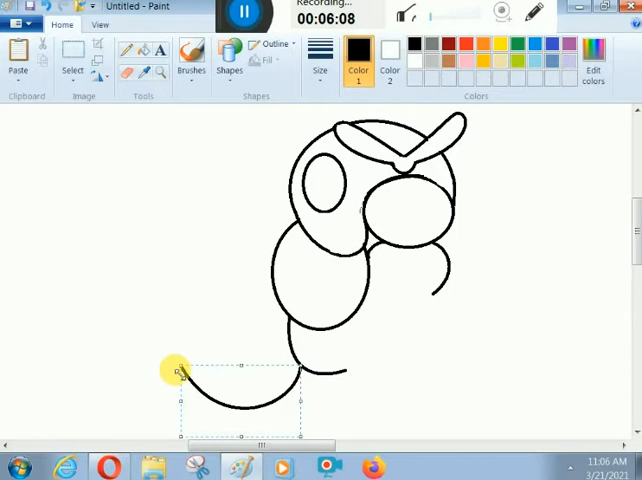 Untitled - Paint
Recording...
00:06:08
Home
View
Paste
Select
Brushes
Shapes
Outline
Fill
Size
Color
1
Color
2
Edit
colors
Clipboard
Image
Tools
Shapes
Colors
11:06 AM
3/21/2021